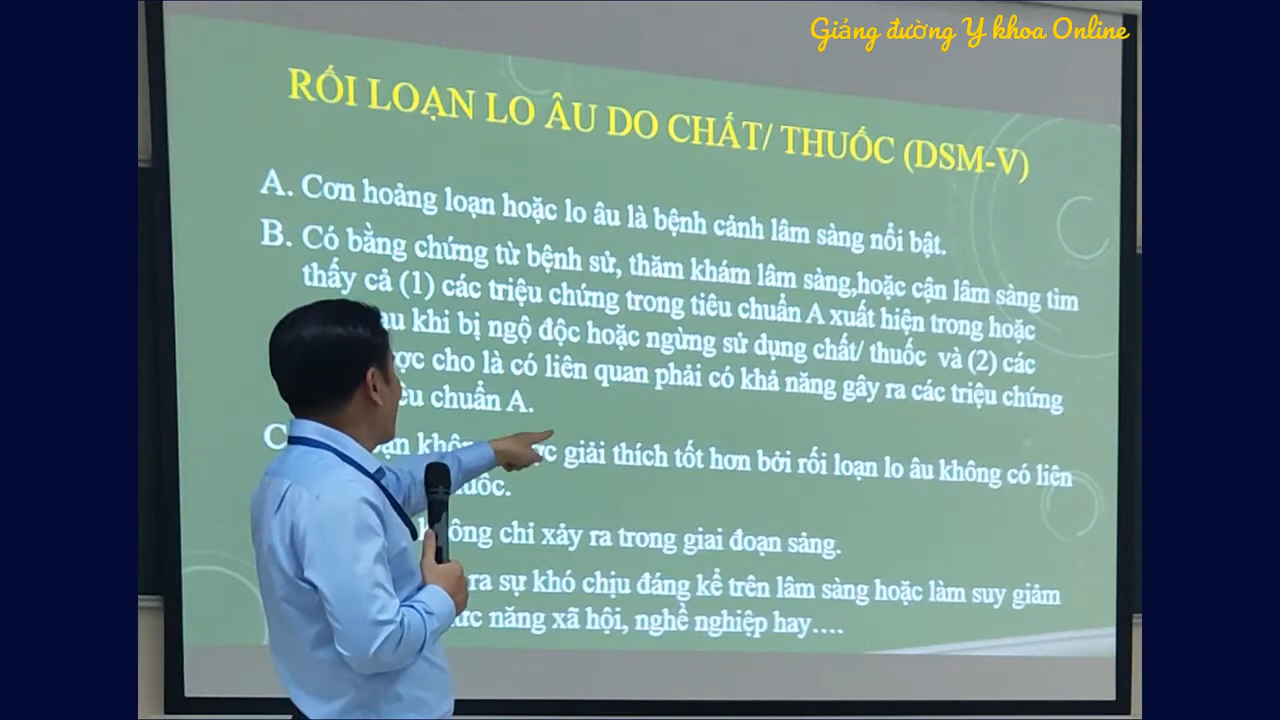 Giảng đường Y khoa Online
RỐI LOẠN LO ÂU DO CHẤT/ THUỐC (DSM-V)
A. Cơn hoảng loạn hoặc lo âu là bệnh cảnh lâm sàng nổi bật.
B. Có bằng chứng từ bệnh sử, thăm khám lâm sàng,hoặc cận lâm sàng tìm
thấy cả (1) các triệu chứng trong tiêu chuẩn A xuất hiện trong hoặc
khi bị ngộ độc hoặc ngừng sử dụng chất/ thuốc và (2) các
cho là có liên quan phải có khả năng gây ra các triệu chứng
chuẩn A.
C. giải thích tốt hơn bởi rối loạn lo âu không có liên
chỉ xảy ra trong giai đoạn sảng.
ra sự khó chịu đáng kể trên lâm sàng hoặc làm suy giảm
năng xã hội, nghề nghiệp hay….